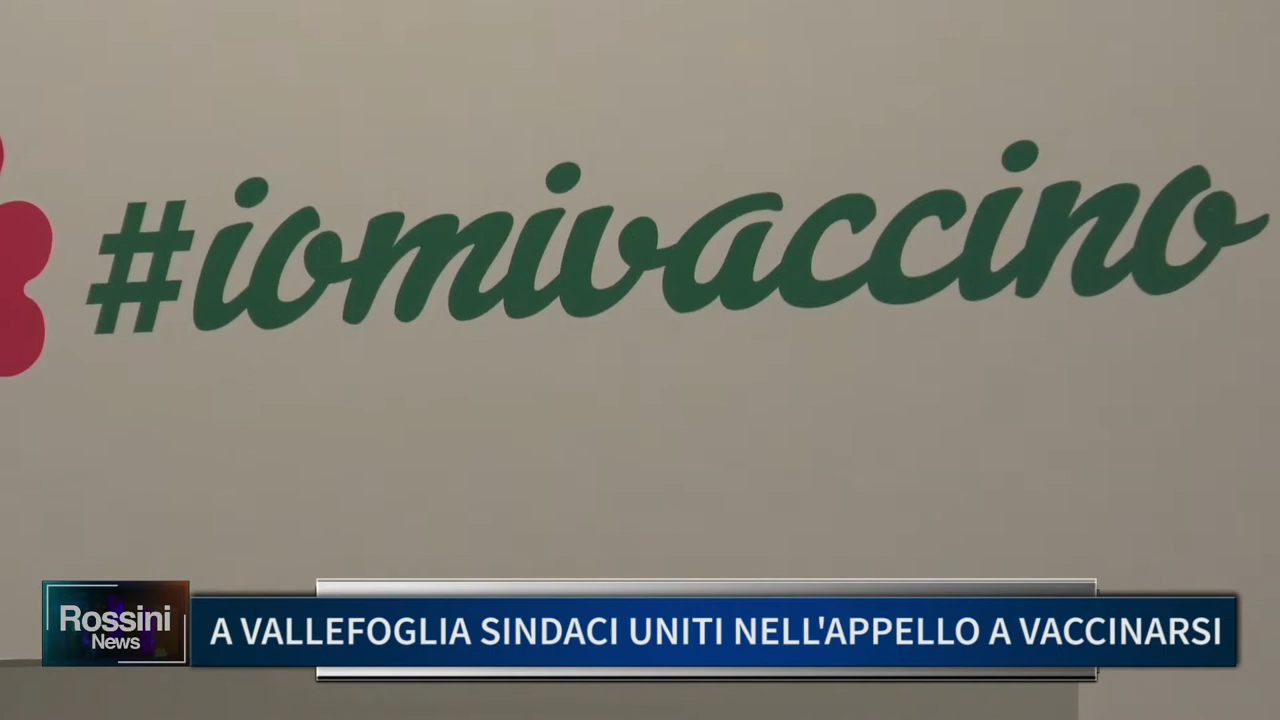 #iomivaccino
Rossini
News
A VALLEFOGLIA SINDACI UNITI NELL'APPELLO A VACCINARSI